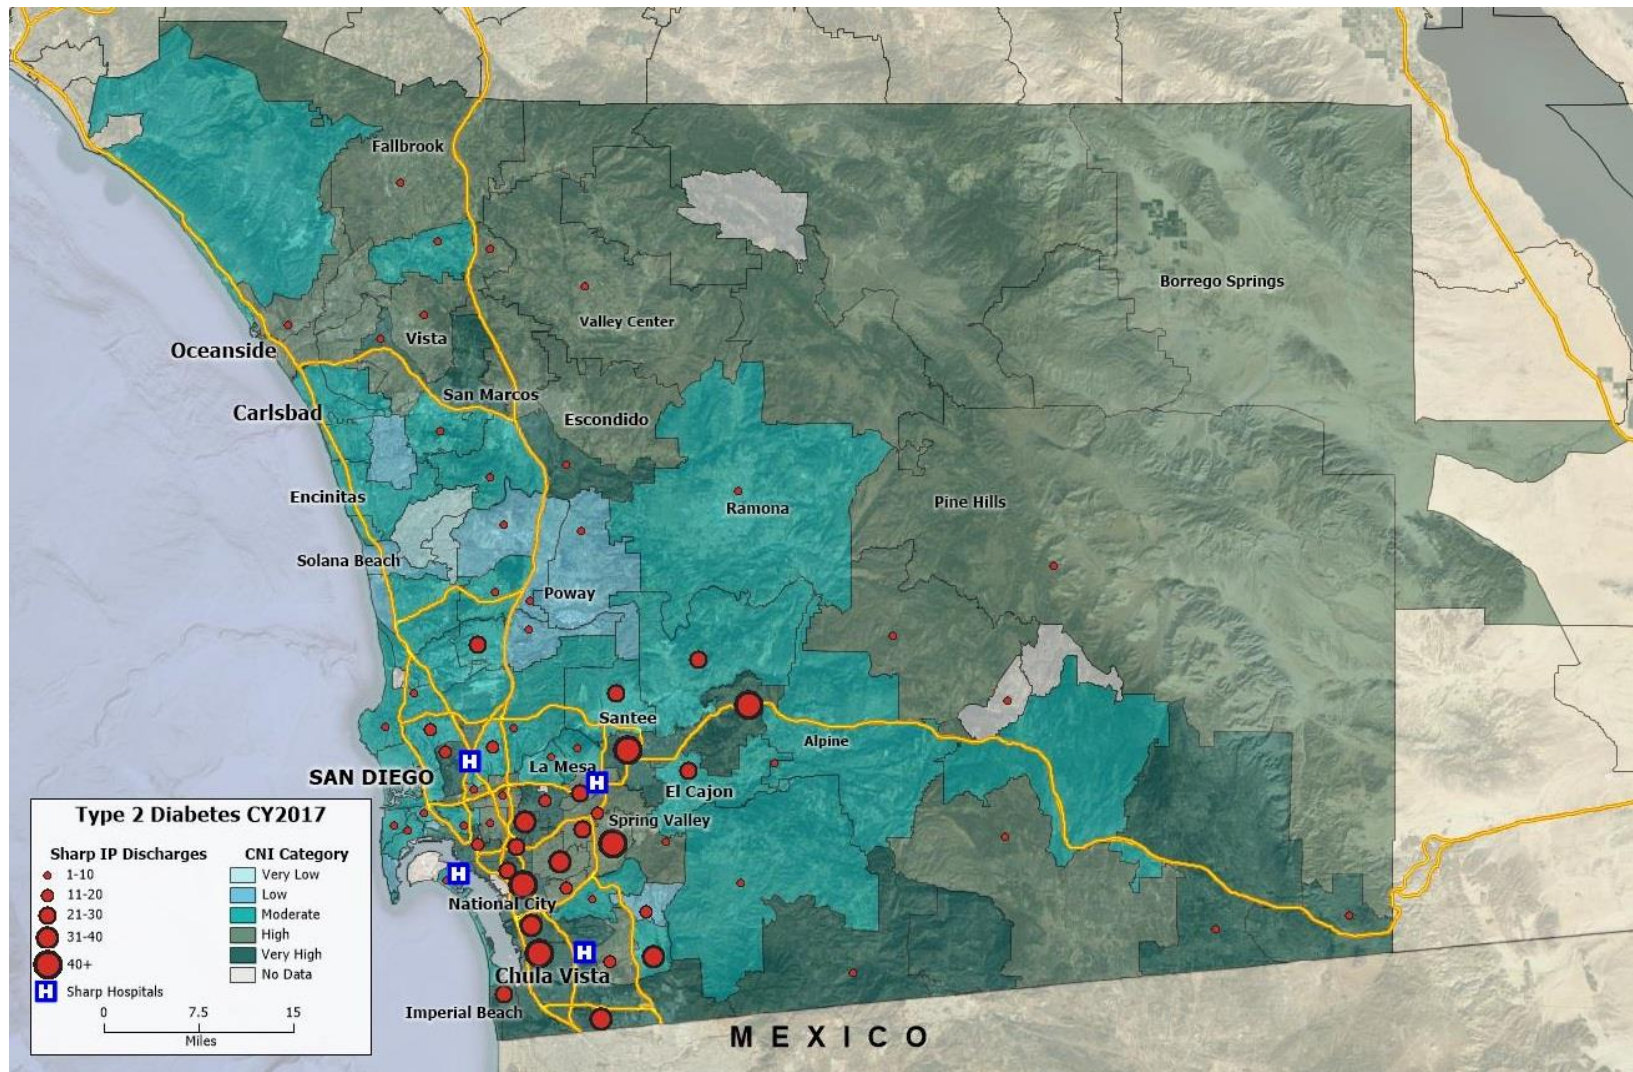 Fallbrook
Borrego Springs
Valley Center
Vista
Oceanside
San Marcos
Carlsbad
Escondido
Encinitas
Pine Hills
Ramona
Solana Beach
Poway
Santee
Alpine
La Mesa
SAN DIEGO
H
H
El Cajon
Spring Valley
H
National City
H
Chula Vista
Imperial Beach
MEXICO
Type 2 Diabetes CY2017
Sharp IP Discharges
1-10
11-20
21-30
31-40
40+
H Sharp Hospitals
CNI Category
Very Low
Low
Moderate
High
Very High
No Data
0 7.5 15
Miles